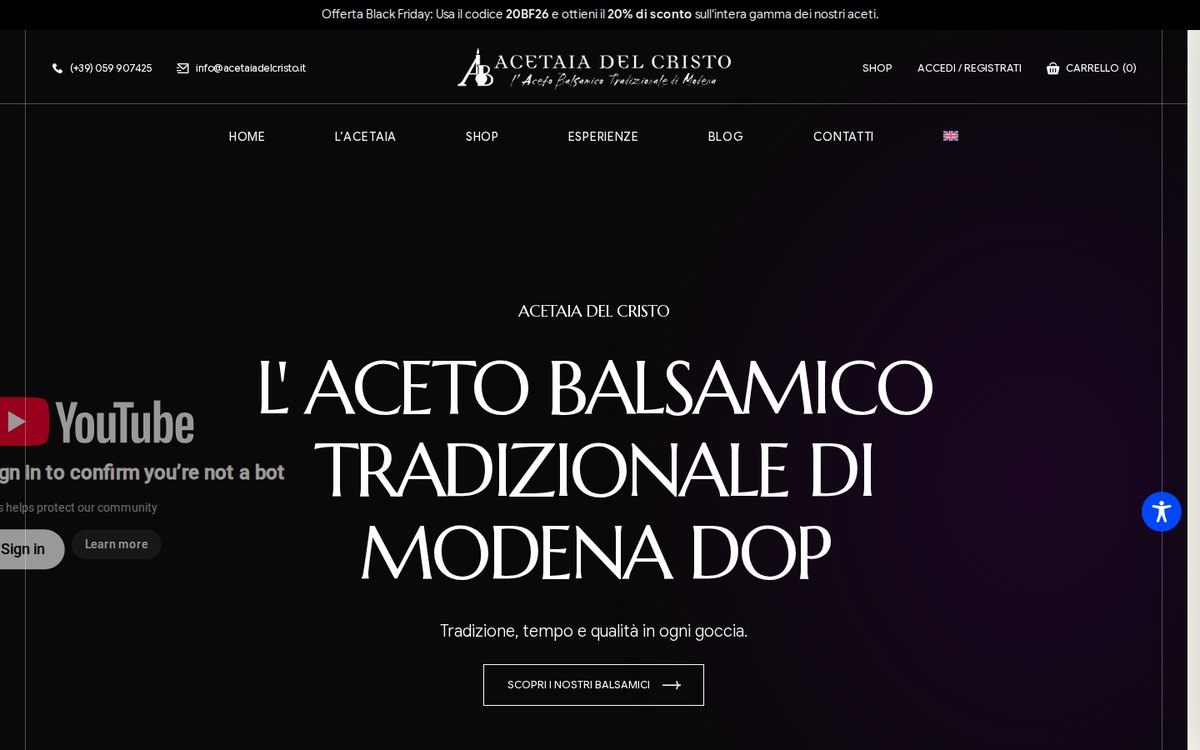 Offerta Black Friday: Usa il codice 20BF26 e ottieni il 20% di sconto sull'intera gamma dei nostri aceti.
(+39) 059 907425
info@acetaiadelcristo.it
AB ACETAIA DEL CRISTO
l'Aceto Balsamico Tradizionale di Modena
SHOP
ACCEDI / REGISTRATI
CARRELLO (0)
HOME
L'ACETAIA
SHOP
ESPERIENZE
BLOG
CONTATTI
ACETAIA DEL CRISTO
L' ACETO BALSAMICO
TRADIZIONALE DI
MODENA DOP
YouTube
gn in to confirm you’re not a bot
s helps protect our community
Sign in
Learn more
Tradizione, tempo e qualità in ogni goccia.
SCOPRI I NOSTRI BALSAMICI